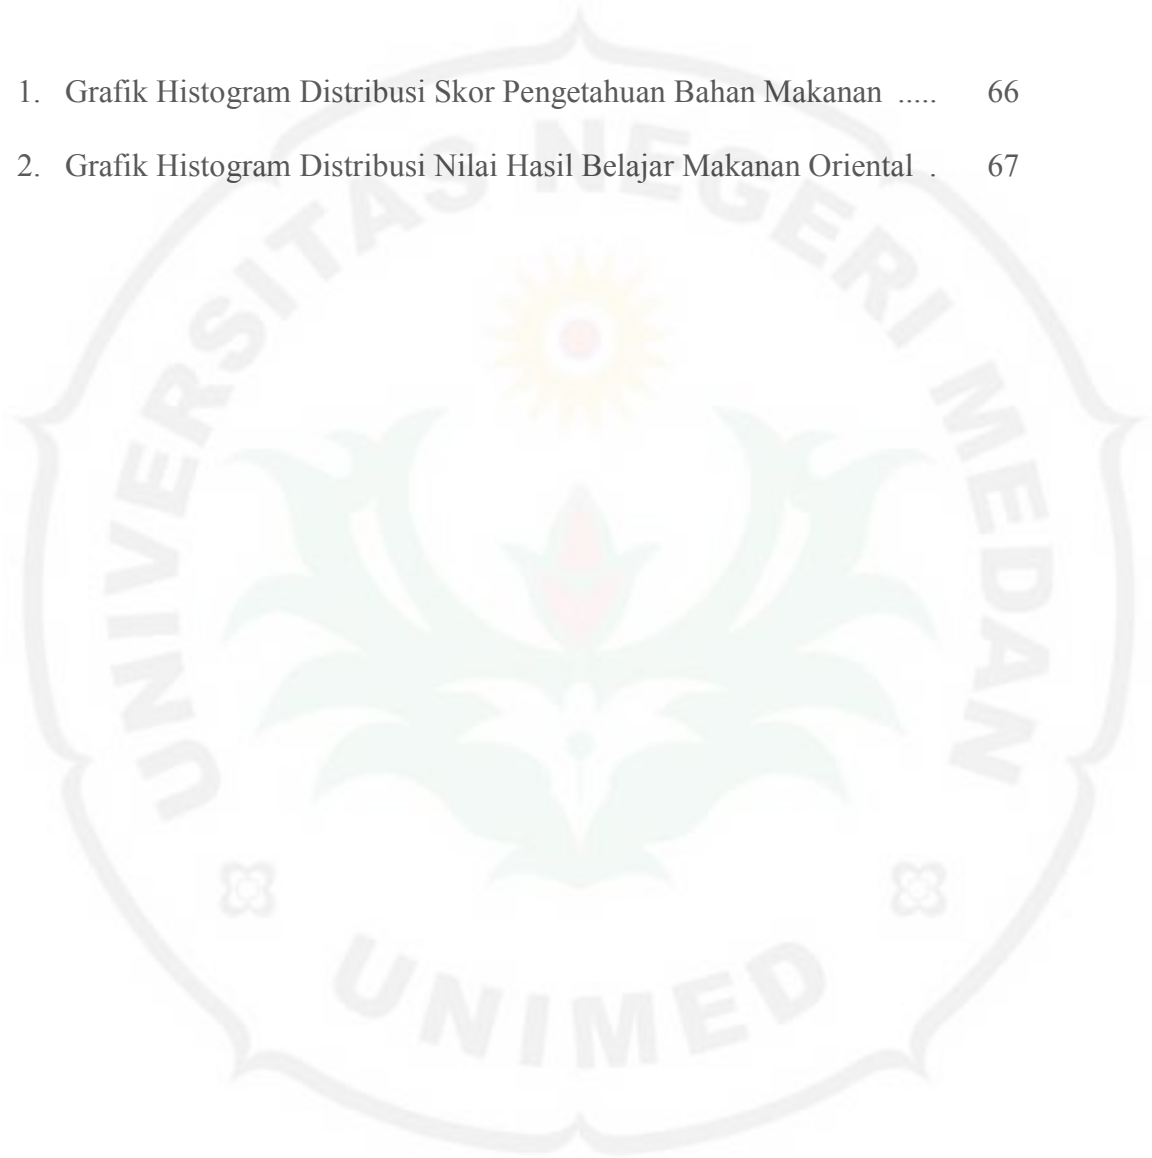 1. Grafik Histogram Distribusi Skor Pengetahuan Bahan Makanan ..... 66
2. Grafik Histogram Distribusi Nilai Hasil Belajar Makanan Oriental . 67
UNIVERSITAS NEGERI MEDAN
UNIMED